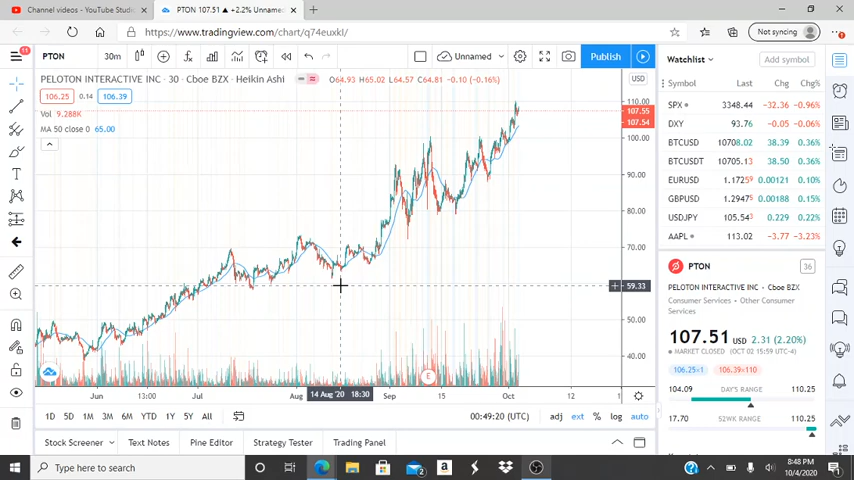 Channel videos - YouTube Studi
PTON 107.51 ▲ +2.2% Unnamed
https://www.tradingview.com/chart/q74euxkl/
Not syncing
11
PTON
30m
Unnamed
Publish
PELOTON INTERACTIVE INC · 30 · Cboe BZX · Heikin Ashi
O64.93 H65.02 L64.57 C64.81 -0.10 (-0.16%)
106.25 0.14 106.39
Vol 9.288K
MA 50 close 0 65.00
USD
110.00
107.55
107.54
100.00
90.00
80.00
70.00
59.33
50.00
40.00
E
Jun 13:00 Jul Aug 14 Aug '20 18:30 Sep Oct 12
1D 5D 1M 3M 6M YTD 1Y 5Y All
00:49:20 (UTC) adj ext % log auto
Stock Screener Text Notes Pine Editor Strategy Tester Trading Panel
Watchlist
Add symbol
Symbol Last Chg Chg%
SPX 3348.44 -32.36 -0.96%
DXY 93.76 -0.05 -0.06%
BTCUSD 10708.02 38.39 0.36%
BTCUSDT 10705.13 38.50 0.36%
EURUSD 1.17259 0.00121 0.10%
GBPUSD 1.29475 0.00188 0.15%
USDJPY 105.543 0.229 0.22%
AAPL 113.02 -3.77 -3.23%
PTON
36
PELOTON INTERACTIVE INC · Cboe BZX
Consumer Services · Other Consumer
Services
107.51 USD 2.31 (2.20%)
MARKET CLOSED (OCT 02 15:59 UTC-4)
106.25×1 106.39×110
104.09 DAY'S RANGE 110.25
17.70 52WK RANGE 110.25
Type here to search
2
a
8:48 PM
10/4/2020